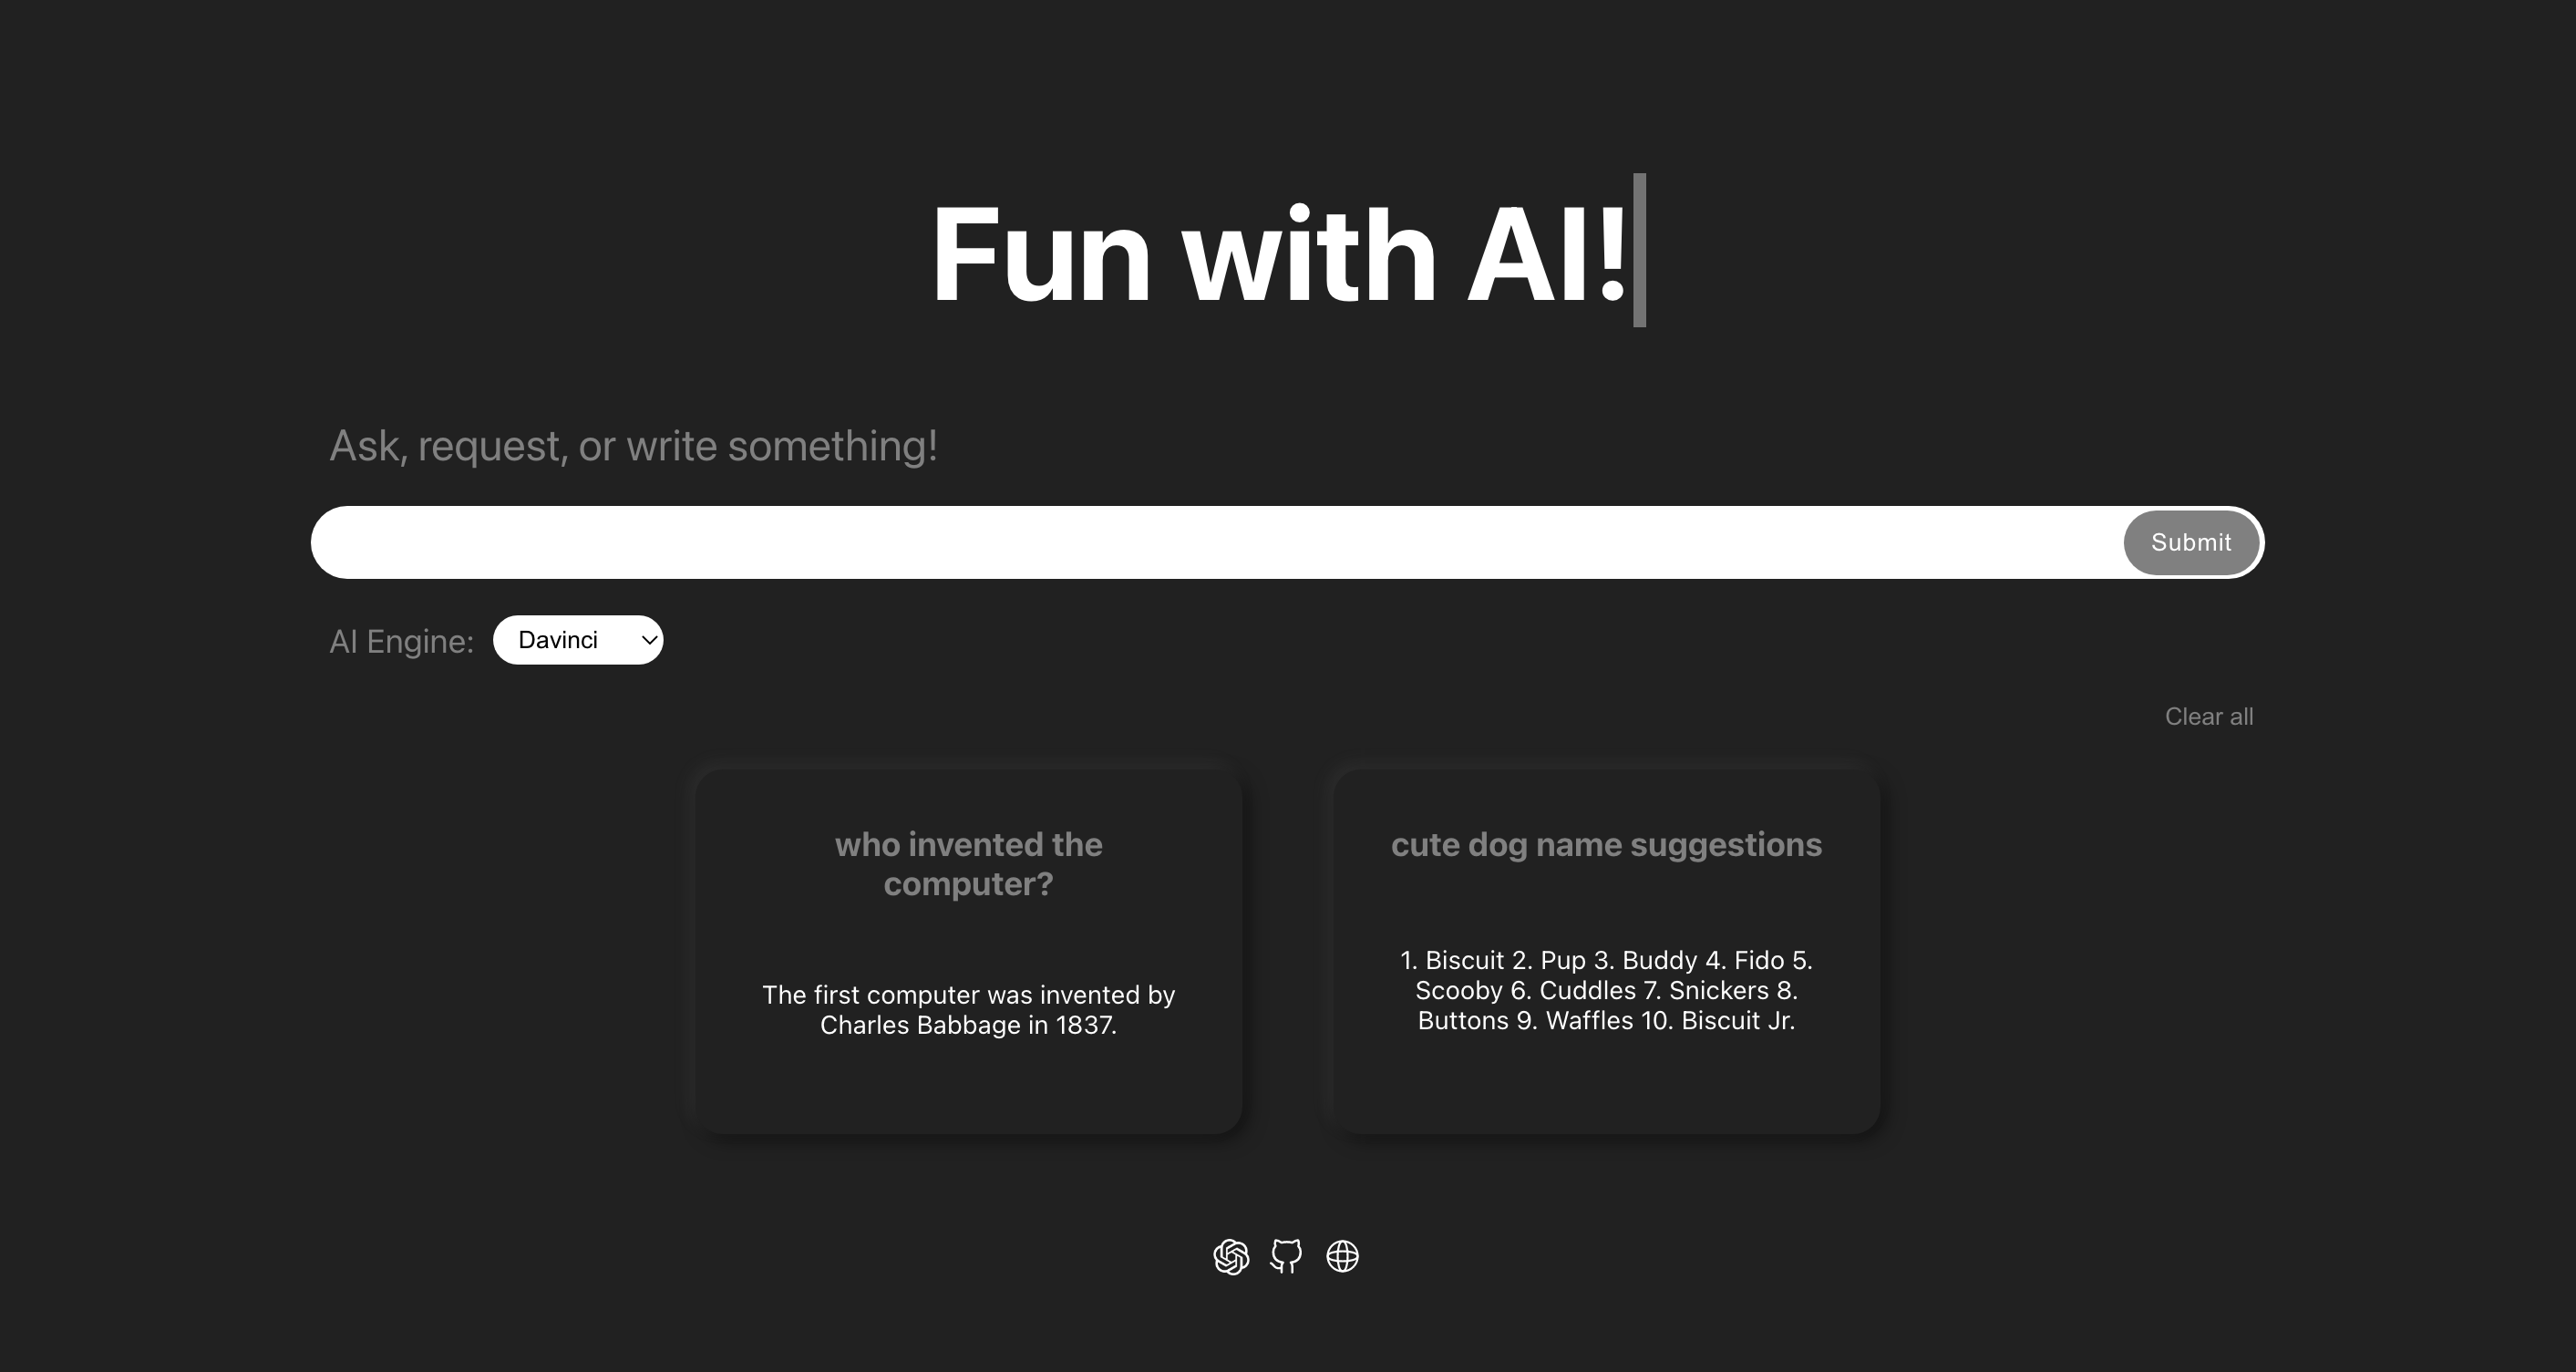 Fun with AI!
Ask, request, or write something!
Submit
AI Engine:
Davinci
Clear all
who invented the
computer?
The first computer was invented by
Charles Babbage in 1837.
cute dog name suggestions
1. Biscuit 2. Pup 3. Buddy 4. Fido 5.
Scooby 6. Cuddles 7. Snickers 8.
Buttons 9. Waffles 10. Biscuit Jr.